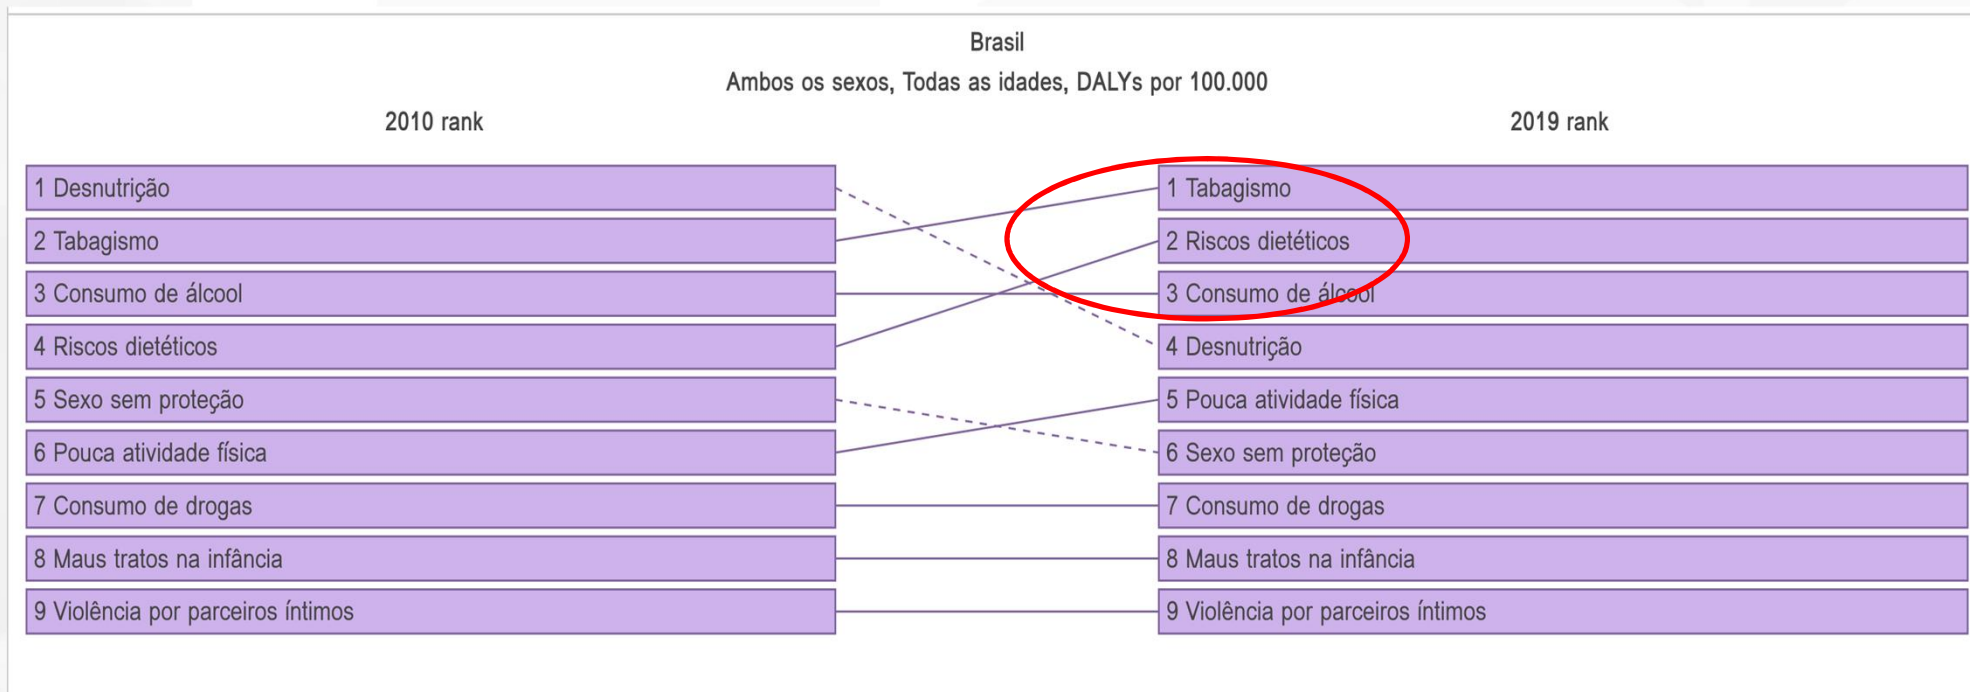 Brasil
Ambos os sexos, Todas as idades, DALYs por 100.000
2010 rank
2019 rank
1 Desnutrição
2 Tabagismo
3 Consumo de álcool
4 Riscos dietéticos
5 Sexo sem proteção
6 Pouca atividade física
7 Consumo de drogas
8 Maus tratos na infância
9 Violência por parceiros íntimos
1 Tabagismo
2 Riscos dietéticos
3 Consumo de álcool
4 Desnutrição
5 Pouca atividade física
6 Sexo sem proteção
7 Consumo de drogas
8 Maus tratos na infância
9 Violência por parceiros íntimos